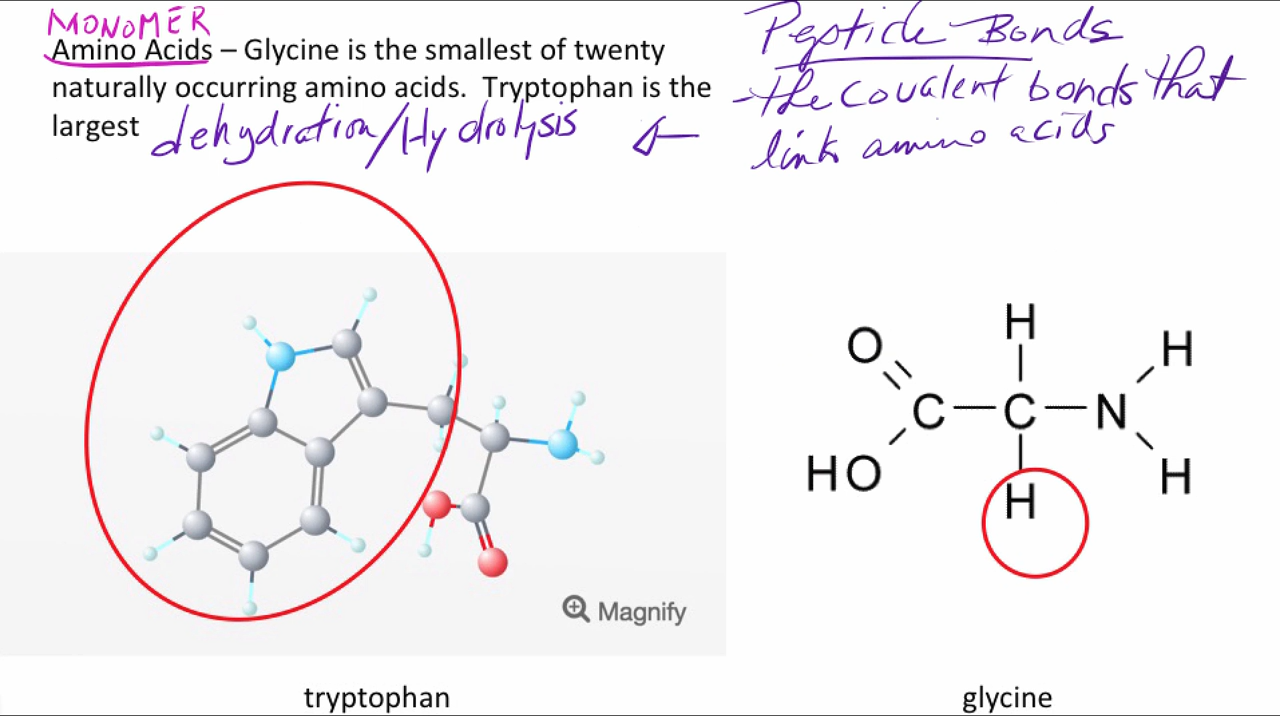 MONOMER
Amino Acids – Glycine is the smallest of twenty
naturally occurring amino acids. Tryptophan is the
largest
dehydration/Hydrolysis
Peptide Bonds
- the covalent bonds that
link amino acids
O
H
H
C
C
N
HO
H
H
Magnify
tryptophan
glycine